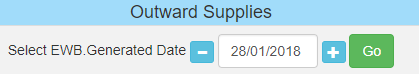 Outward Supplies
Select EWB.Generated Date − 28/01/2018 + Go